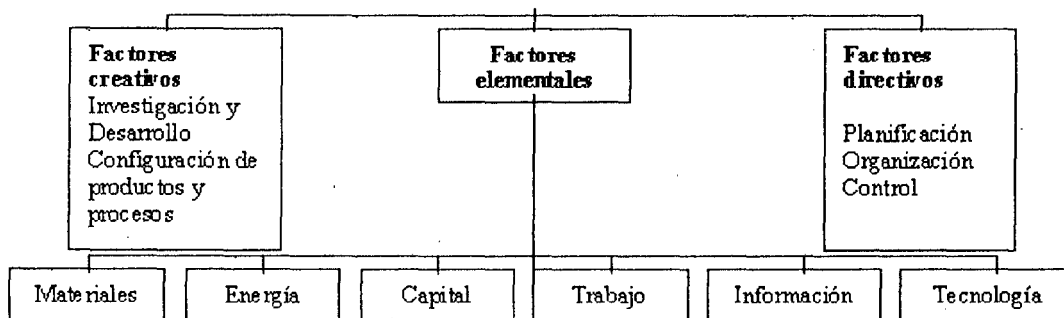 Factores
creativos
Investigación y
Desarrollo
Configuración de
productos y
procesos
Factores
elementales
Factores
directivos
Planificación
Organización
Control
Materiales
Energía
Capital
Trabajo
Información
Tecnología